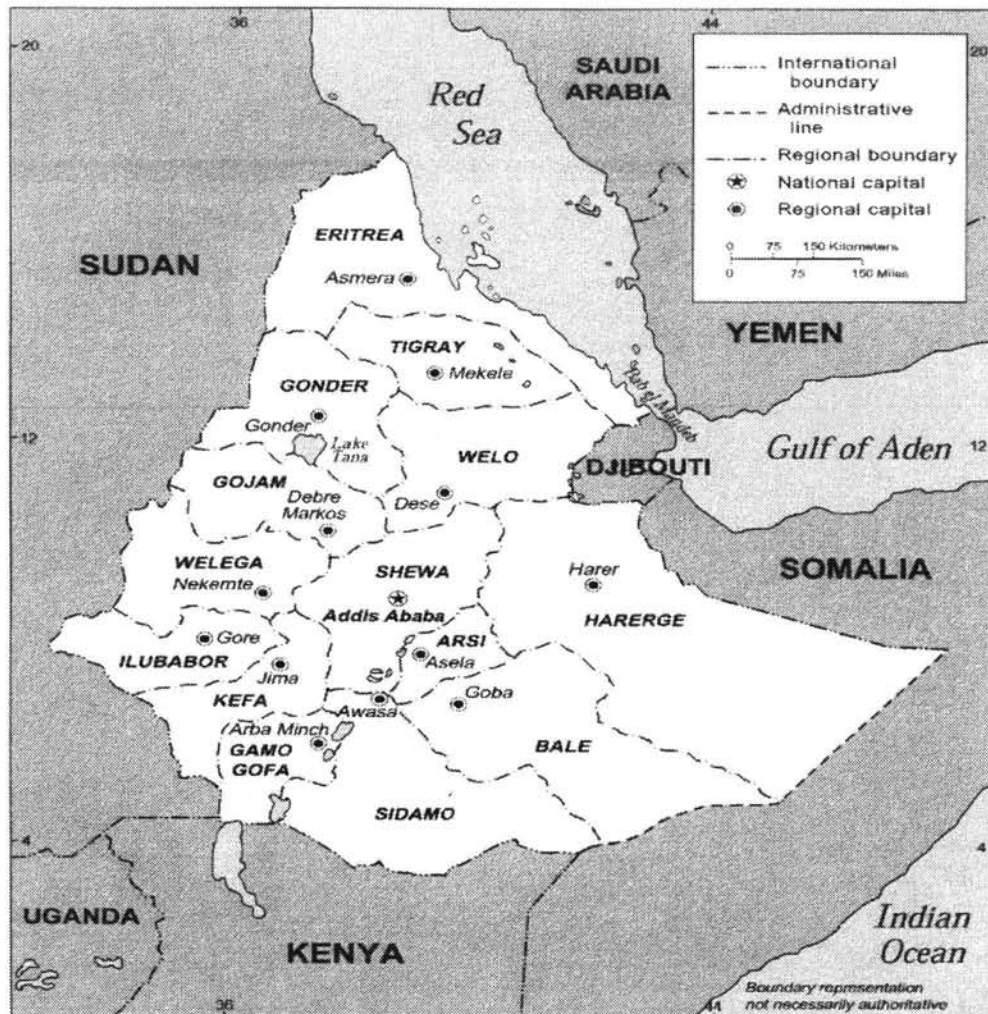 36
44
20
20
Red
Sea
SAUDI
ARABIA
International
boundary
Administrative
line
Regional boundary
National capital
Regional capital
0 75 150 Kilometers
0 75 150 Miles
SUDAN
ERITREA
Asmera
YEMEN
TIGRAY
Mekele
GONDER
Gonder
Lake
Tana
Bab el Mandeb
12
Gulf of Aden
12
WELO
DJIBOUTI
GOJAM
Debre
Markos
Dese
WELEGA
Nekemte
SHEWA
Addis Ababa
Harer
HARERGE
SOMALIA
Gore
ILUBABOR
Jima
ARSI
Asela
KEFA
Awasa
Goba
Arba Minch
GAMO
GOFA
BALE
SIDAMO
4
4
UGANDA
KENYA
Indian
Ocean
36
44
Boundary representation
not necessarily authoritative